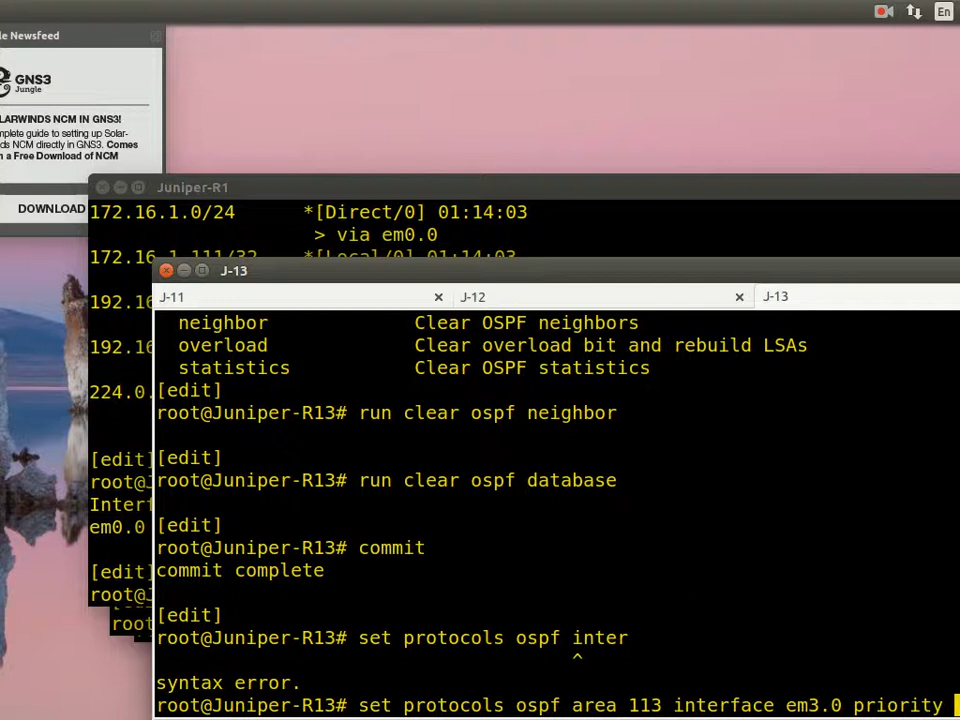 En
le Newsfeed
GNS3
Jungle
LARWINDS NCM IN GNS3!
mplete guide to setting up Solar-
ds NCM directly in GNS3. Comes
n a Free Download of NCM
DOWNLOAD
Juniper-R1
172.16.1.0/24 *[Direct/0] 01:14:03
> via em0.0
172.16.1.111/32 *[Local/0] 01:14:03
192.16
192.16
224.0.
[edit]
root@J
Interf
em0.0
[edit]
root@J
root
J-13
J-11 J-12 J-13
neighbor Clear OSPF neighbors
overload Clear overload bit and rebuild LSAs
statistics Clear OSPF statistics
[edit]
root@Juniper-R13# run clear ospf neighbor
[edit]
root@Juniper-R13# run clear ospf database
[edit]
root@Juniper-R13# commit
commit complete
[edit]
root@Juniper-R13# set protocols ospf inter
^
syntax error.
root@Juniper-R13# set protocols ospf area 113 interface em3.0 priority